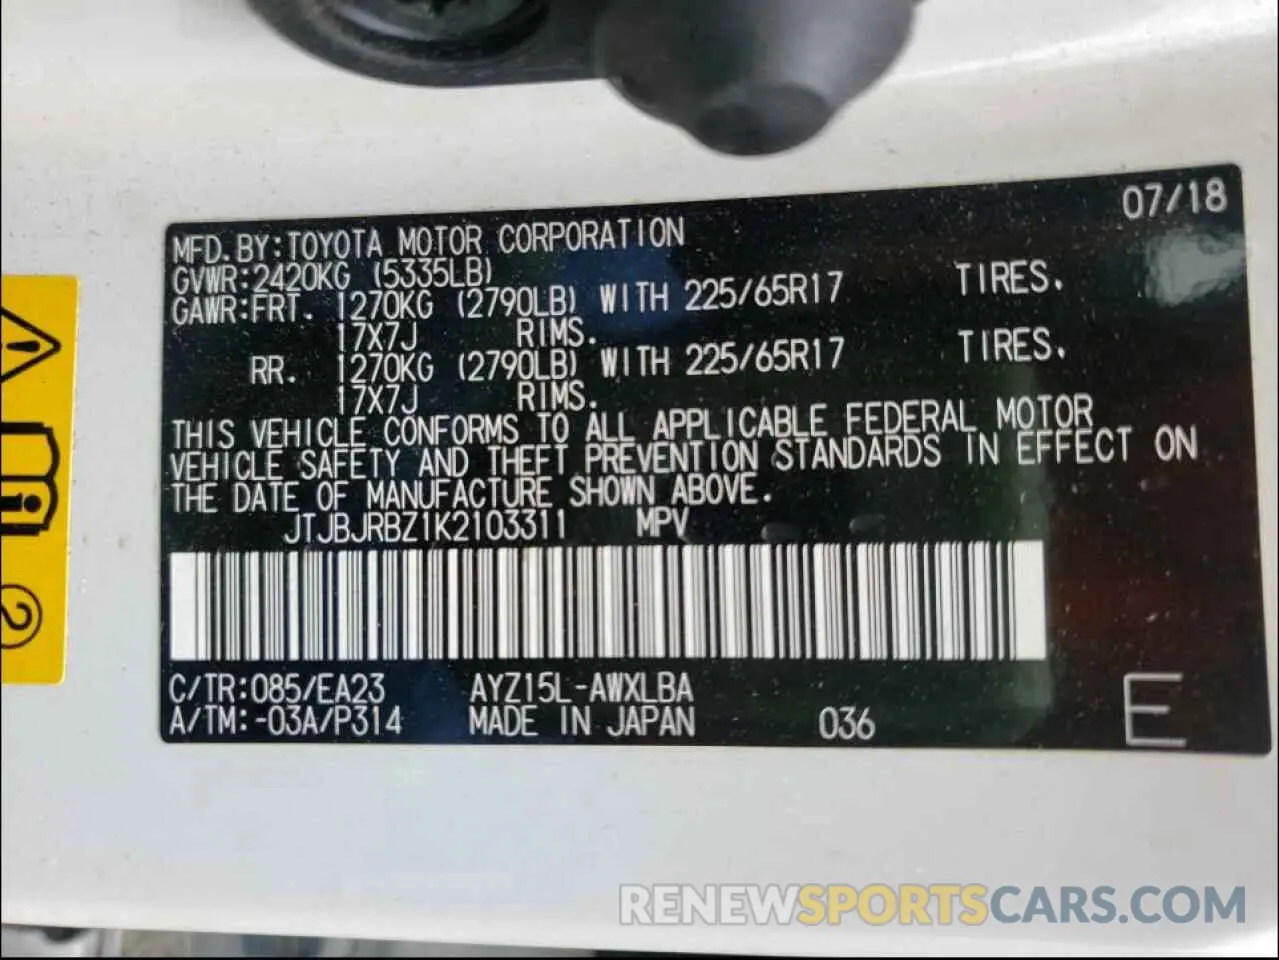 07/18
MFD. BY: TOYOTA MOTOR CORPORATION
GVWR: 2420KG (5335LB)
GAWR: FRT. 1270KG (2790LB) WITH 225/65R17 TIRES.
17X7J RIMS.
RR. 1270KG (2790LB) WITH 225/65R17 TIRES.
17X7J RIMS.
THIS VEHICLE CONFORMS TO ALL APPLICABLE FEDERAL MOTOR
VEHICLE SAFETY AND THEFT PREVENTION STANDARDS IN EFFECT ON
THE DATE OF MANUFACTURE SHOWN ABOVE.
JTJBJRBZ1K2103311 MPV
C/TR: 085/EA23 AYZ15L-AWXLBA
A/TM: -03A/P314 MADE IN JAPAN 036
E
2
RENEWSPORTSCARS.COM